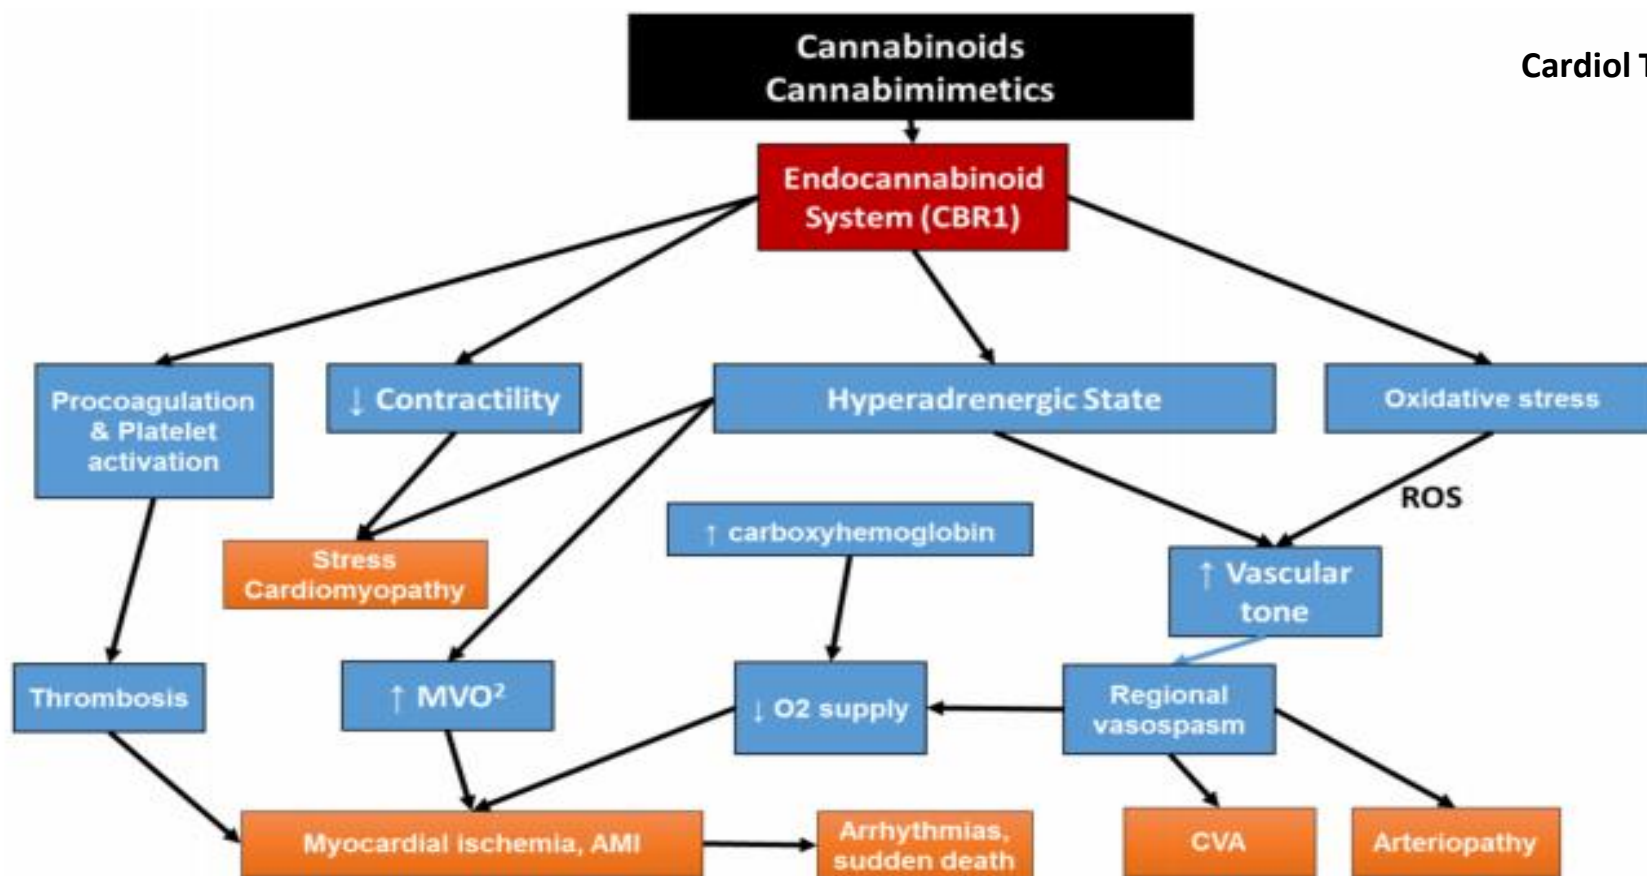 Cannabinoids
Cannabimimetics
Cardiol T
Endocannabinoid
System (CBR1)
Procoagulation
& Platelet
activation
↓ Contractility
Hyperadrenergic State
Oxidative stress
ROS
↑ carboxyhemoglobin
Stress
Cardiomyopathy
↑ Vascular
tone
Thrombosis
↑ MVO²
↓ O2 supply
Regional
vasospasm
Myocardial ischemia, AMI
Arrhythmias,
sudden death
CVA
Arteriopathy